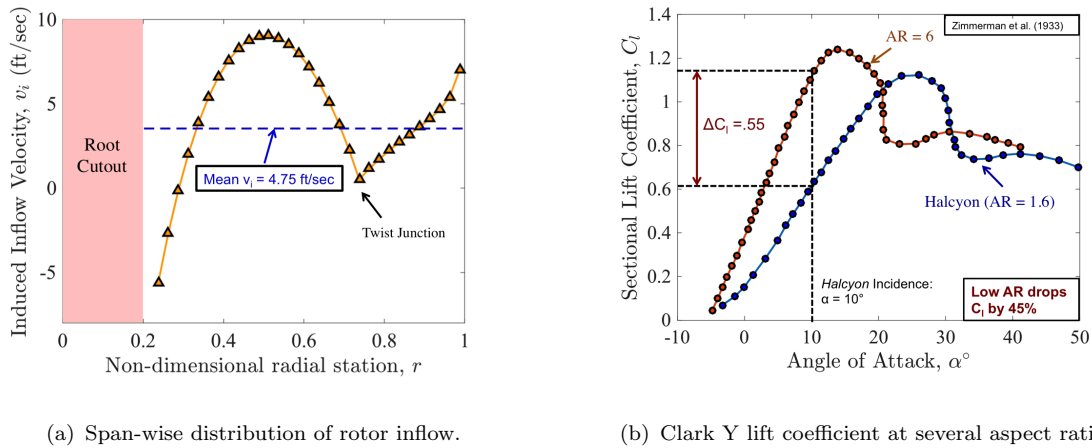 10
5
0
-5
0
0.2
0.4
0.6
0.8
1
Induced Inflow Velocity, v_i (ft/sec)
Non-dimensional radial station, r
Root
Cutout
Mean v_i = 4.75 ft/sec
Twist Junction
(a) Span-wise distribution of rotor inflow.
1.4
1.2
1
0.8
0.6
0.4
0.2
0
-10
0
10
20
30
40
50
Sectional Lift Coefficient, C_l
Angle of Attack, α°
Zimmerman et al. (1933)
AR = 6
ΔC_l =.55
Halcyon (AR = 1.6)
Halcyon Incidence:
α = 10°
Low AR drops
C_l by 45%
(b) Clark Y lift coefficient at several aspect rati